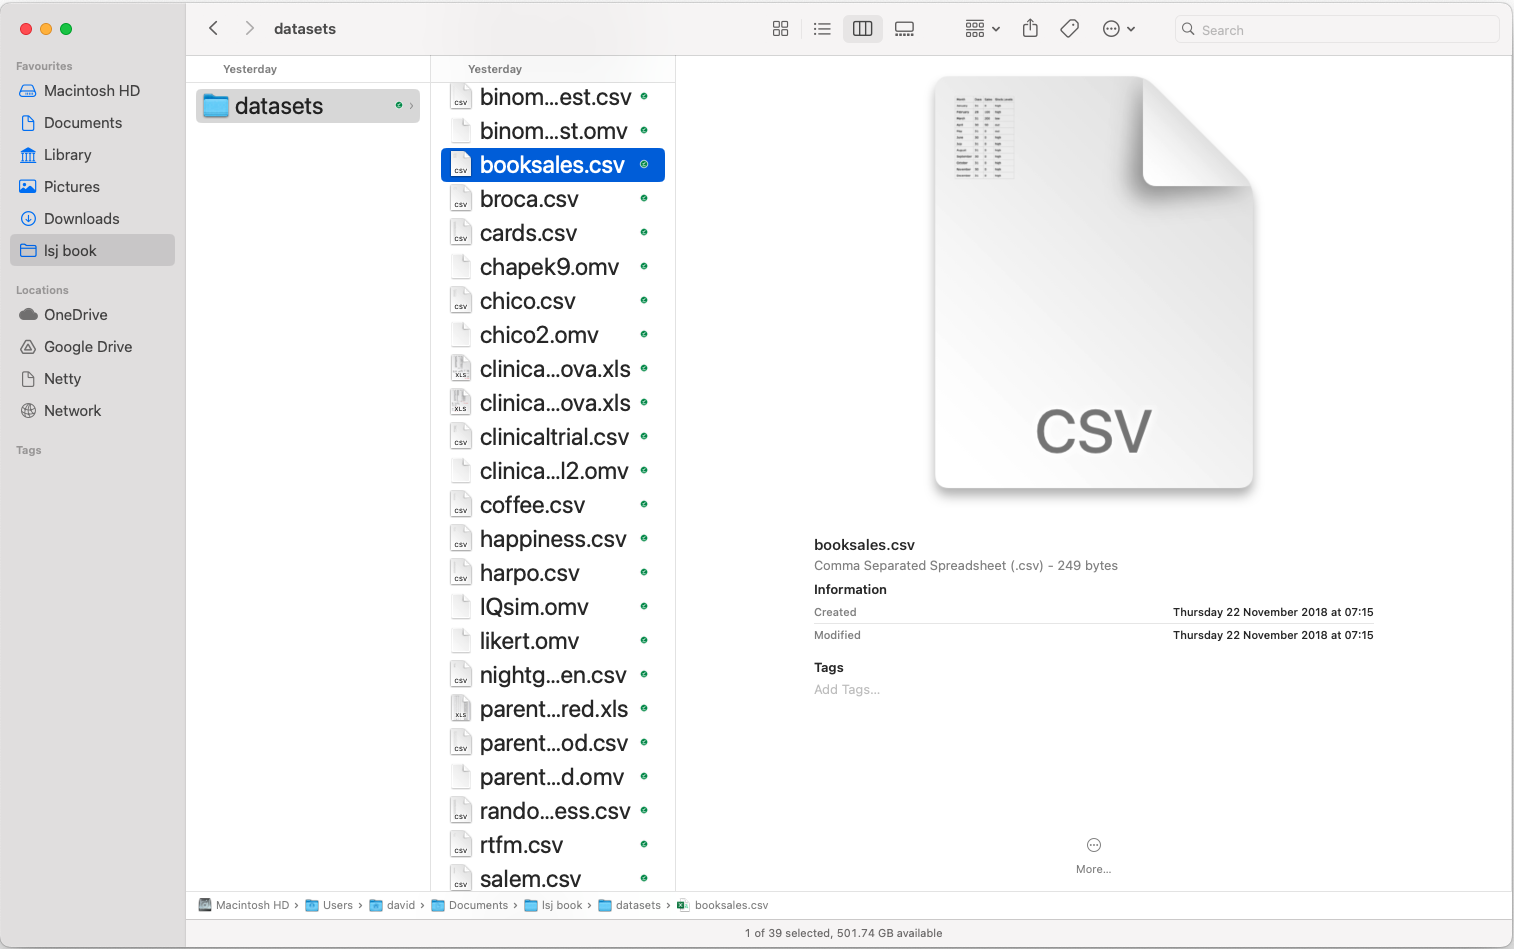 datasets
Search
Favourites
Macintosh HD
Documents
Library
Pictures
Downloads
lsj book
Locations
OneDrive
Google Drive
Netty
Network
Tags
Yesterday
datasets
Yesterday
binom...est.csv
binom...st.omv
booksales.csv
broca.csv
cards.csv
chapek9.omv
chico.csv
chico2.omv
clinica...ova.xls
clinica...ova.xls
clinicaltrial.csv
clinica...l2.omv
coffee.csv
happiness.csv
harpo.csv
IQsim.omv
likert.omv
nightg...en.csv
parent...red.xls
parent...od.csv
parent...d.omv
rando...ess.csv
rtfm.csv
salem.csv
CSV
booksales.csv
Comma Separated Spreadsheet (.csv) - 249 bytes
Information
Created Thursday 22 November 2018 at 07:15
Modified Thursday 22 November 2018 at 07:15
Tags
Add Tags...
More...
Macintosh HD › Users › david › Documents › lsj book › datasets › booksales.csv
1 of 39 selected, 501.74 GB available